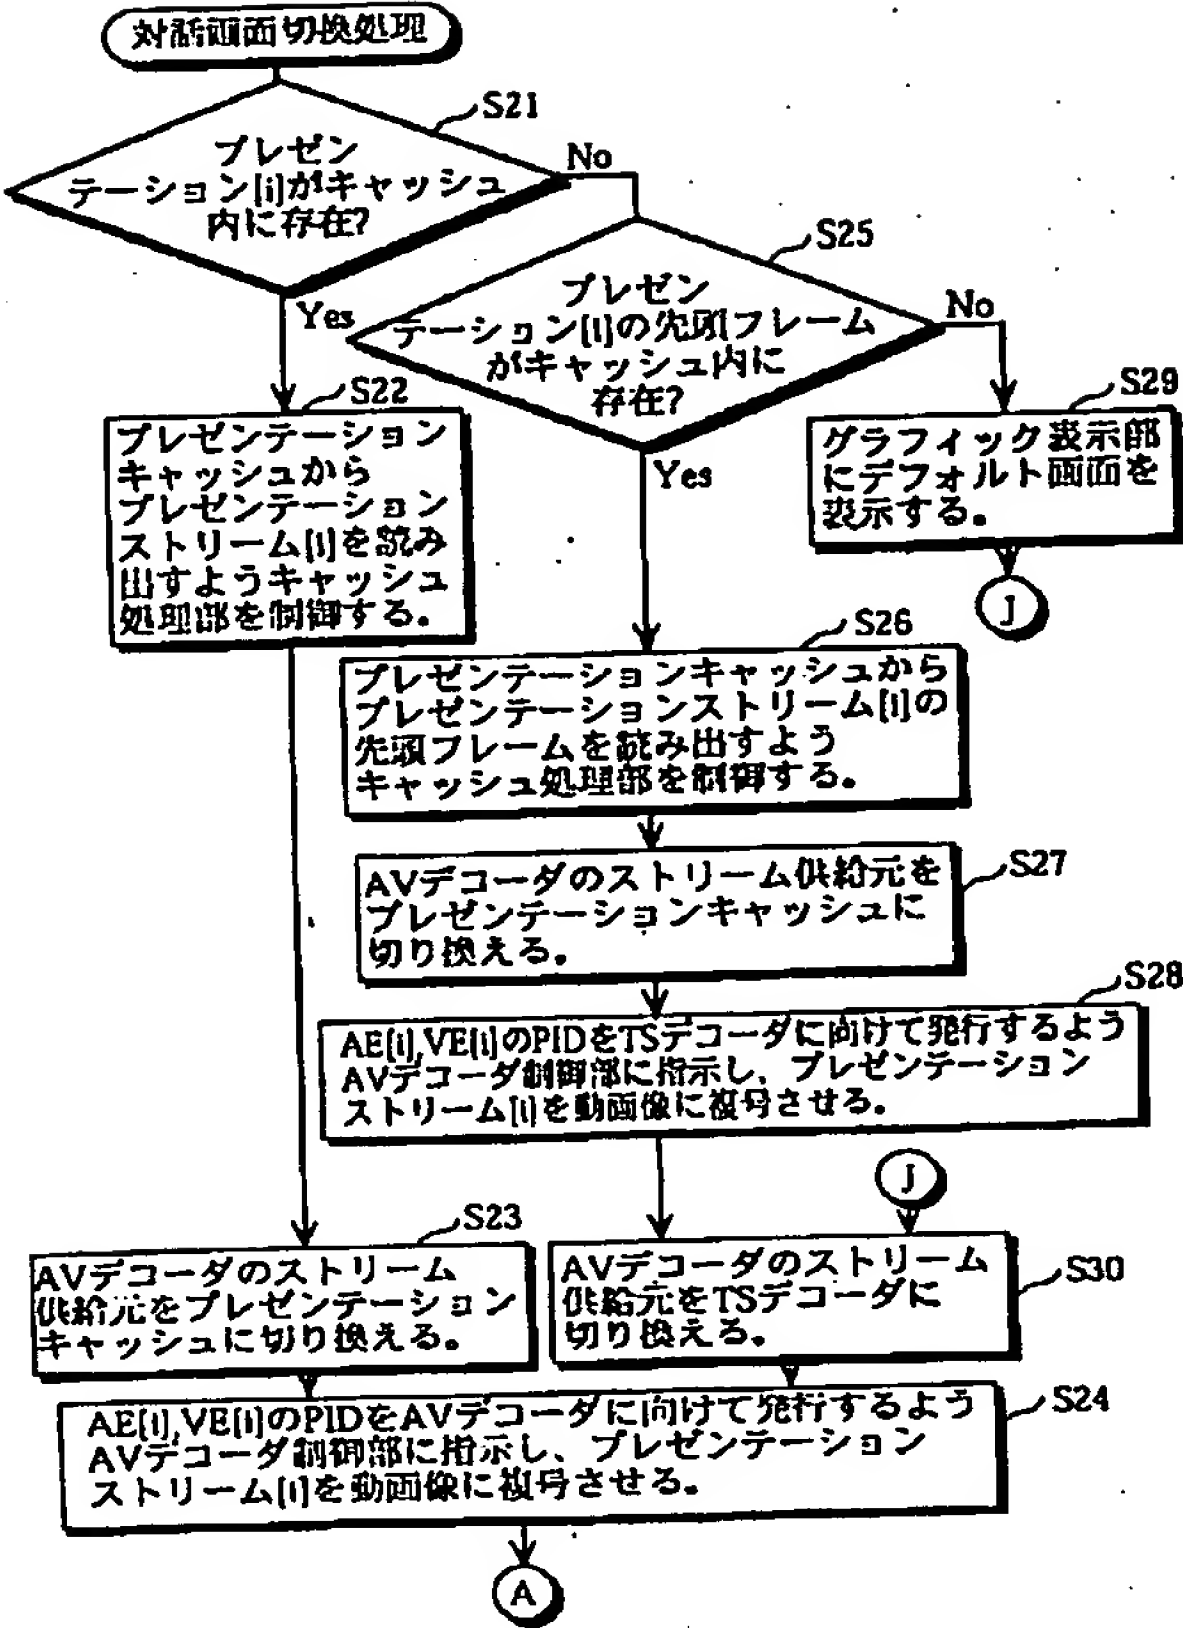 対話画面切換処理
S21
プレゼン
テーション[i]がキャッシュ
内に存在?
No
Yes
S25
プレゼン
テーション[i]の先頭フレーム
がキャッシュ内に
存在?
No
Yes
S22
プレゼンテーション
キャッシュから
プレゼンテーション
ストリーム[i]を読み
出すようキャッシュ
処理部を制御する。
S29
グラフィック表示部
にデフォルト画面を
表示する。
J
S26
プレゼンテーションキャッシュから
プレゼンテーションストリーム[i]の
先頭フレームを読み出すよう
キャッシュ処理部を制御する。
S27
AVデコーダのストリーム供給元を
プレゼンテーションキャッシュに
切り換える。
S28
AE[i],VE[i]のPIDをTSデコーダに向けて発行するよう
AVデコーダ制御部に指示し、プレゼンテーション
ストリーム[i]を動画像に複号させる。
J
S23
AVデコーダのストリーム
供給元をプレゼンテーション
キャッシュに切り換える。
S30
AVデコーダのストリーム
供給元をTSデコーダに
切り換える。
S24
AE[i],VE[i]のPIDをAVデコーダに向けて発行するよう
AVデコーダ制御部に指示し、プレゼンテーション
ストリーム[i]を動画像に複号させる。
A